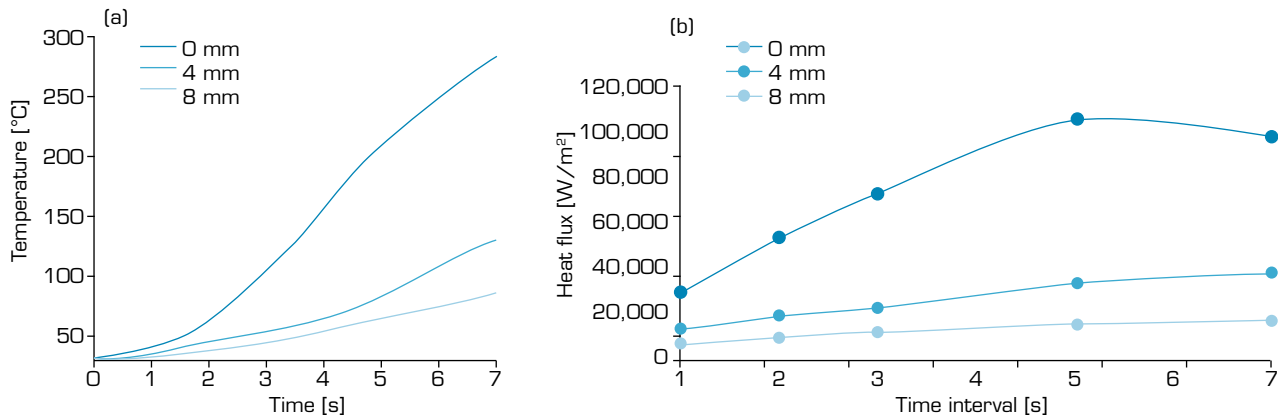 (a)
300
250
200
150
100
50
0 mm
4 mm
8 mm
Temperature [°C]
0 1 2 3 4 5 6 7
Time [s]
(b)
0 mm
4 mm
8 mm
120,000
100,000
80,000
60,000
40,000
20,000
0
Heat flux [W/m²]
1 2 3 4 5 6 7
Time interval [s]